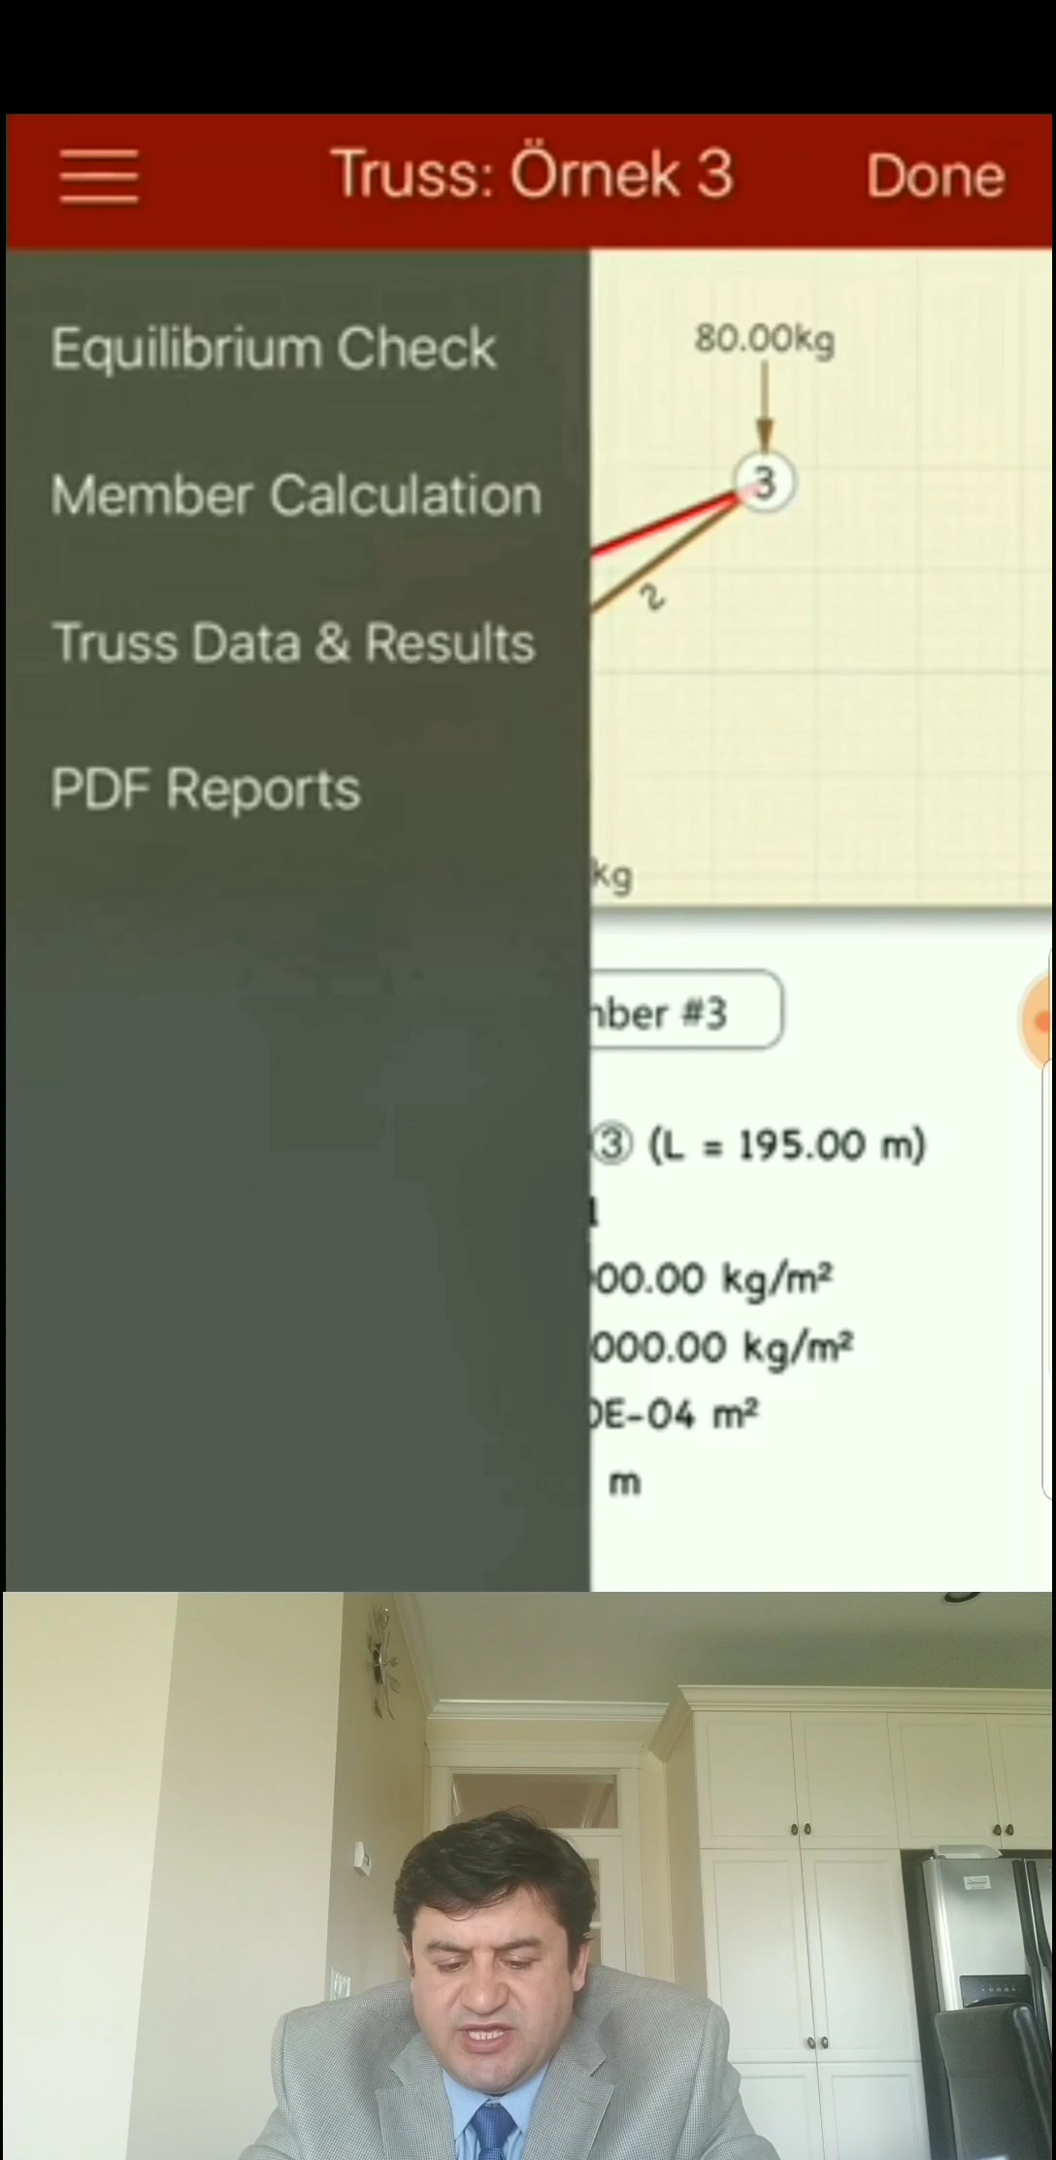 Truss: Örnek 3
Done
Equilibrium Check
Member Calculation
Truss Data & Results
PDF Reports
80.00kg
3
2
kg
#3
③ (L = 195.00 m)
00.00 kg/m²
000.00 kg/m²
0E-04 m²
m